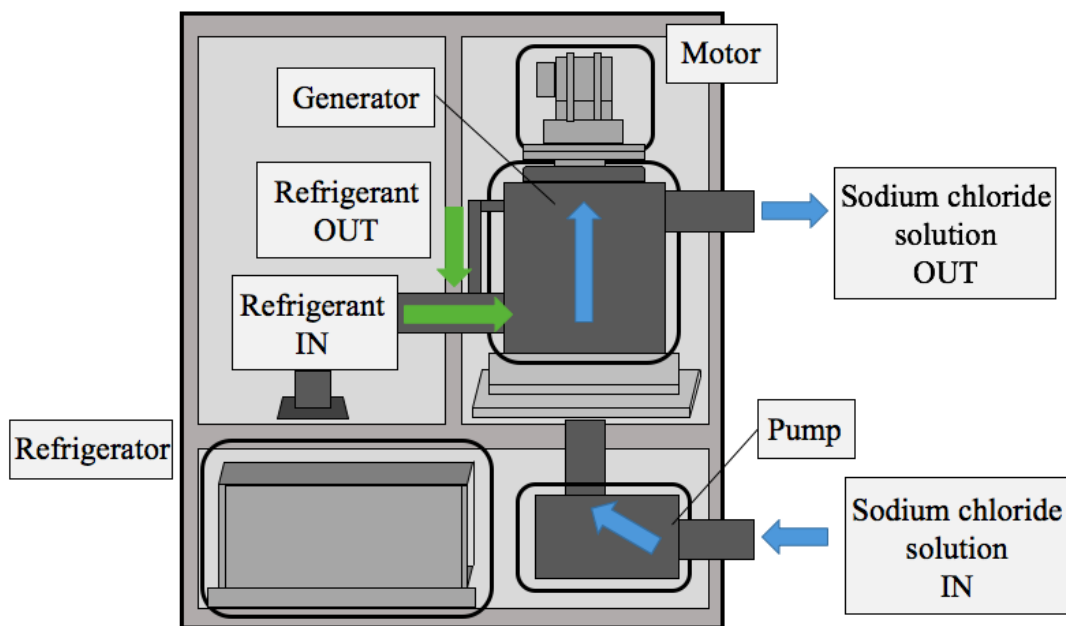 Motor
Generator
Refrigerant
OUT
Sodium chloride
solution
OUT
Refrigerant
IN
Refrigerator
Pump
Sodium chloride
solution
IN